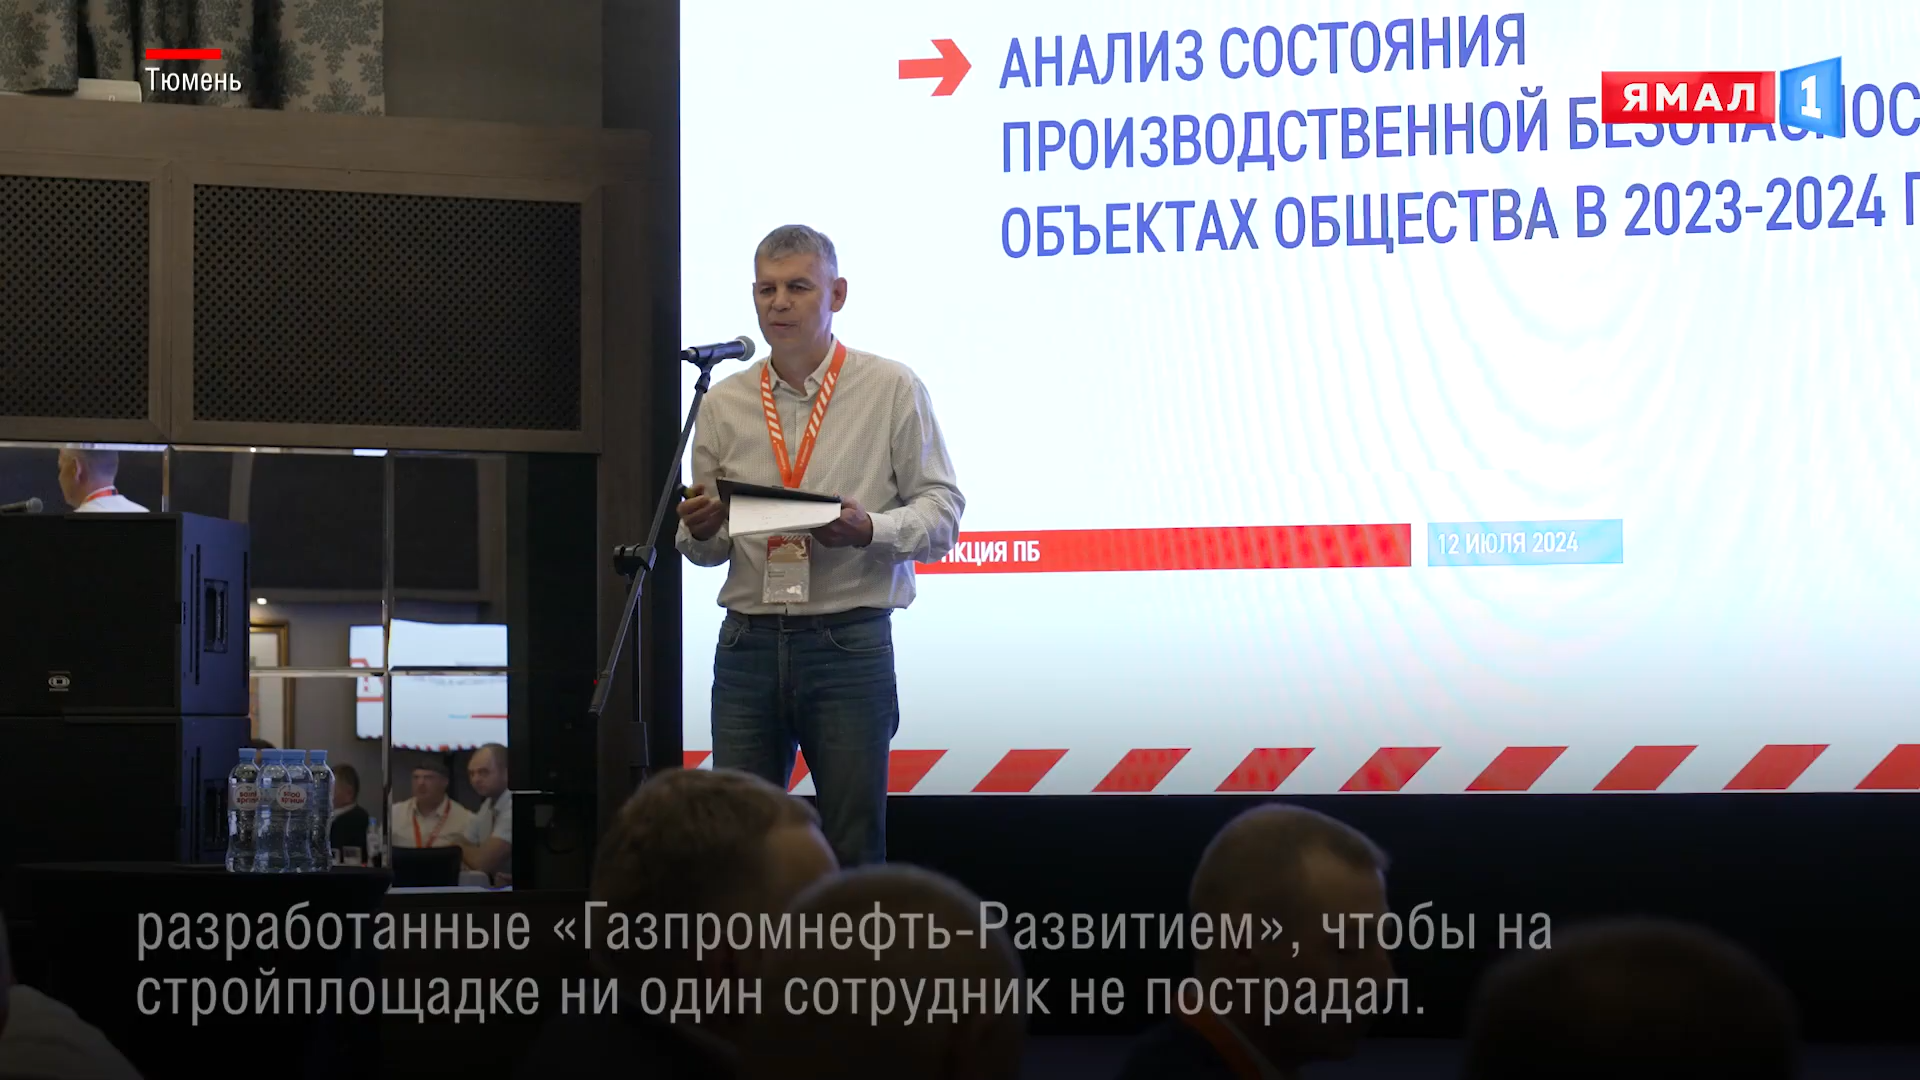 Тюмень
АНАЛИЗ СОСТОЯНИЯ
ПРОИЗВОДСТВЕННОЙ
ОБЪЕКТАХ ОБЩЕСТВА В 2023-2024 Г
ЯМАЛ 1
КЦИЯ ПБ
12 ИЮЛЯ 2024
разработанные «Газпромнефть-Развитием», чтобы на
стройплощадке ни один сотрудник не пострадал.